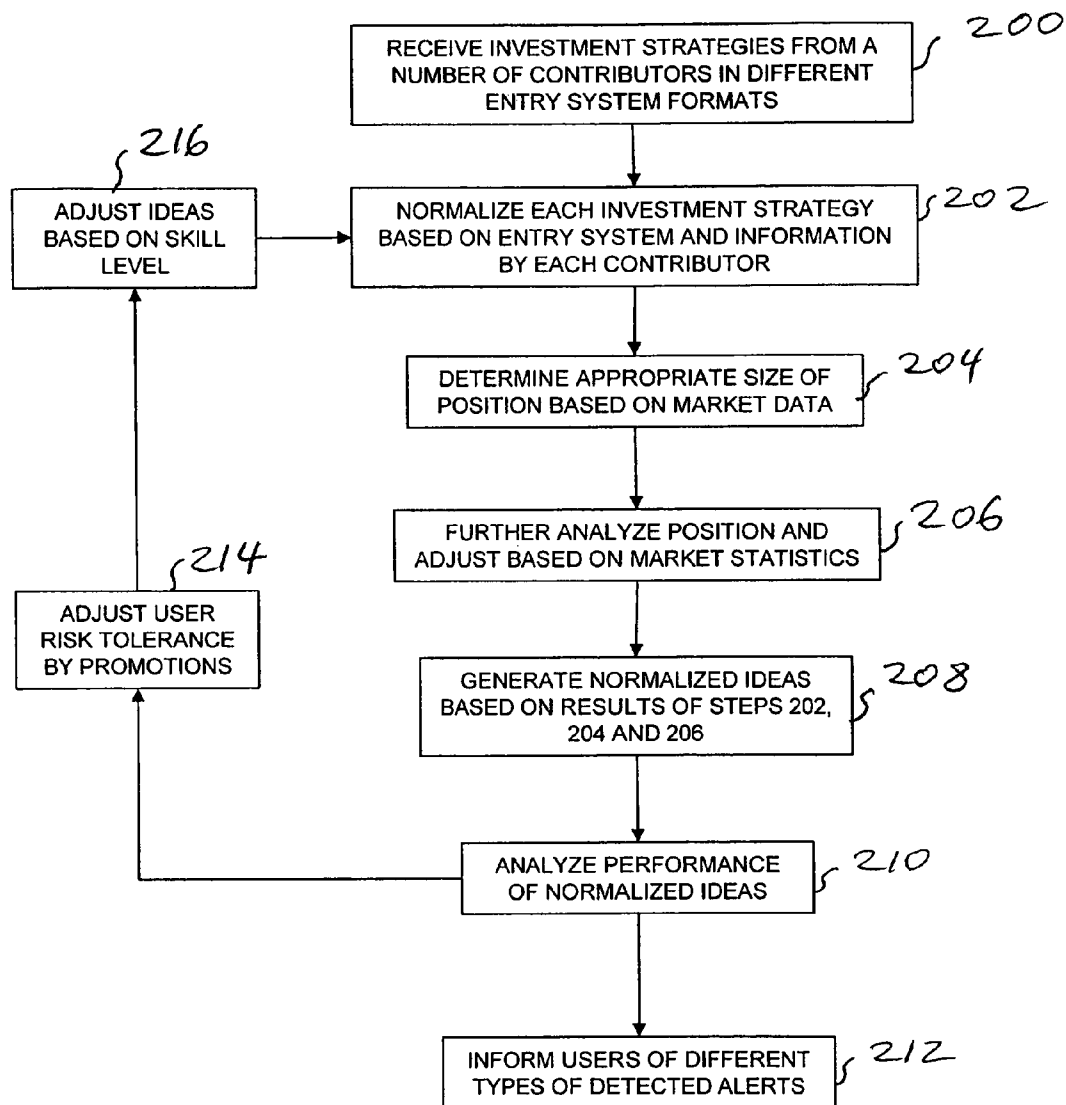 200
RECEIVE INVESTMENT STRATEGIES FROM A
NUMBER OF CONTRIBUTORS IN DIFFERENT
ENTRY SYSTEM FORMATS
216
ADJUST IDEAS
BASED ON SKILL
LEVEL
202
NORMALIZE EACH INVESTMENT STRATEGY
BASED ON ENTRY SYSTEM AND INFORMATION
BY EACH CONTRIBUTOR
204
DETERMINE APPROPRIATE SIZE OF
POSITION BASED ON MARKET DATA
206
FURTHER ANALYZE POSITION AND
ADJUST BASED ON MARKET STATISTICS
214
ADJUST USER
RISK TOLERANCE
BY PROMOTIONS
208
GENERATE NORMALIZED IDEAS
BASED ON RESULTS OF STEPS 202,
204 AND 206
210
ANALYZE PERFORMANCE
OF NORMALIZED IDEAS
212
INFORM USERS OF DIFFERENT
TYPES OF DETECTED ALERTS